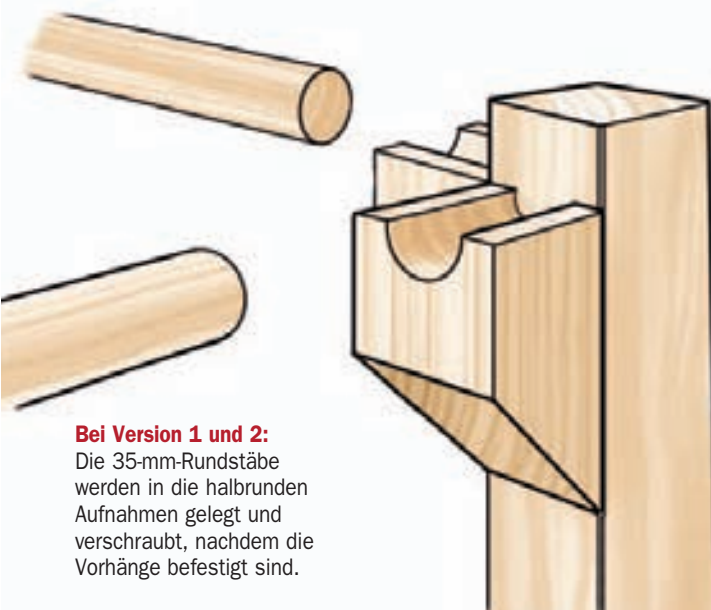 Bei Version 1 und 2:
Die 35-mm-Rundstäbe
werden in die halbrunden
Aufnahmen gelegt und
verschraubt, nachdem die
Vorhänge befestigt sind.